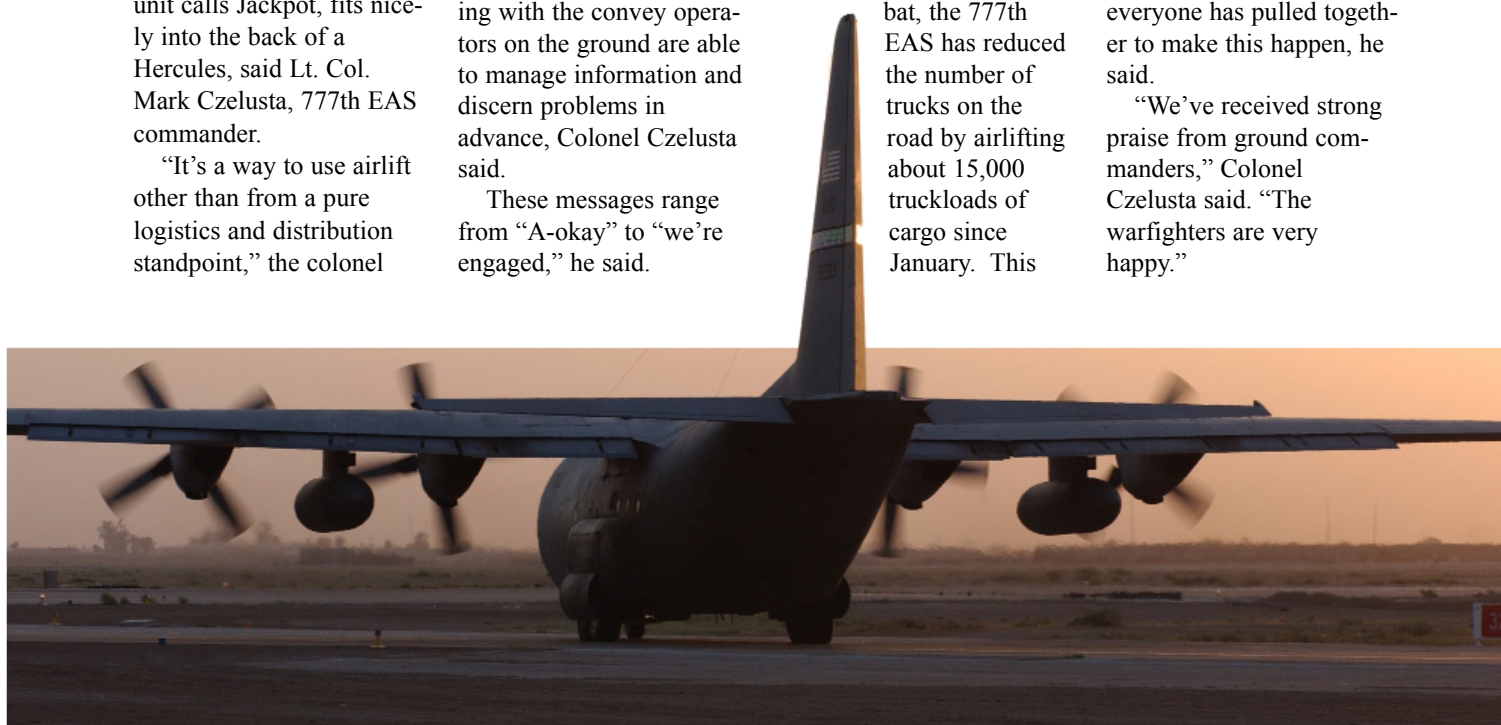 unit calls Jackpot, fits nice-
ly into the back of a
Hercules, said Lt. Col.
Mark Czelusta, 777th EAS
commander.
“It’s a way to use airlift
other than from a pure
logistics and distribution
standpoint,” the colonel
ing with the convey opera-
tors on the ground are able
to manage information and
discern problems in
advance, Colonel Czelusta
said.
These messages range
from “A-okay” to “we’re
engaged,” he said.
bat, the 777th
EAS has reduced
the number of
trucks on the
road by airlifting
about 15,000
truckloads of
cargo since
January.  This
everyone has pulled togeth-
er to make this happen, he
said.
“We’ve received strong
praise from ground com-
manders,” Colonel
Czelusta said. “The
warfighters are very
happy.”